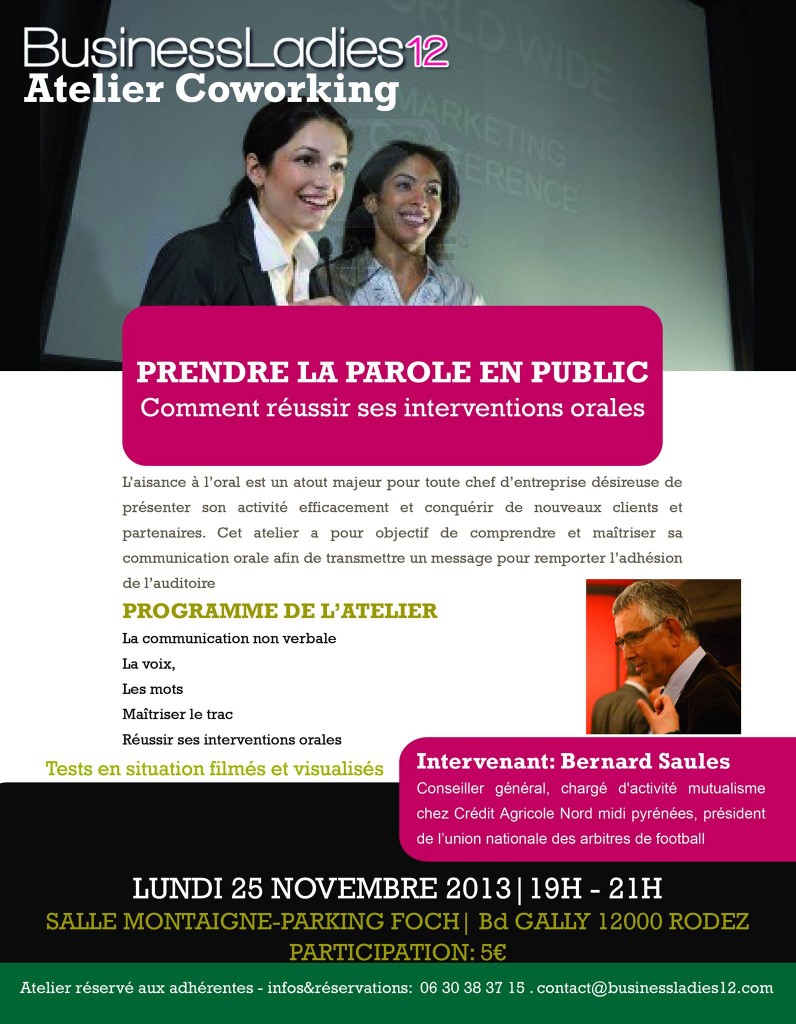 BusinessLadies12
Atelier Coworking
WORLD WIDE
MARKETING
CONFERENCE
PRENDRE LA PAROLE EN PUBLIC
Comment réussir ses interventions orales
L'aisance à l'oral est un atout majeur pour toute chef d'entreprise désireuse de
présenter son activité efficacement et conquérir de nouveaux clients et
partenaires. Cet atelier a pour objectif de comprendre et maîtriser sa
communication orale afin de transmettre un message pour remporter l'adhésion
de l'auditoire
PROGRAMME DE L'ATELIER
La communication non verbale
La voix,
Les mots
Maîtriser le trac
Réussir ses interventions orales
Tests en situation filmés et visualisés
Intervenant: Bernard Saules
Conseiller général, chargé d'activité mutualisme
chez Crédit Agricole Nord midi pyrénées, président
de l'union nationale des arbitres de football
LUNDI 25 NOVEMBRE 2013|19H - 21H
SALLE MONTAIGNE-PARKING FOCH| Bd GALLY 12000 RODEZ
PARTICIPATION: 5€
Atelier réservé aux adhérentes - infos&réservations: 06 30 38 37 15 . contact@businessladies12.com